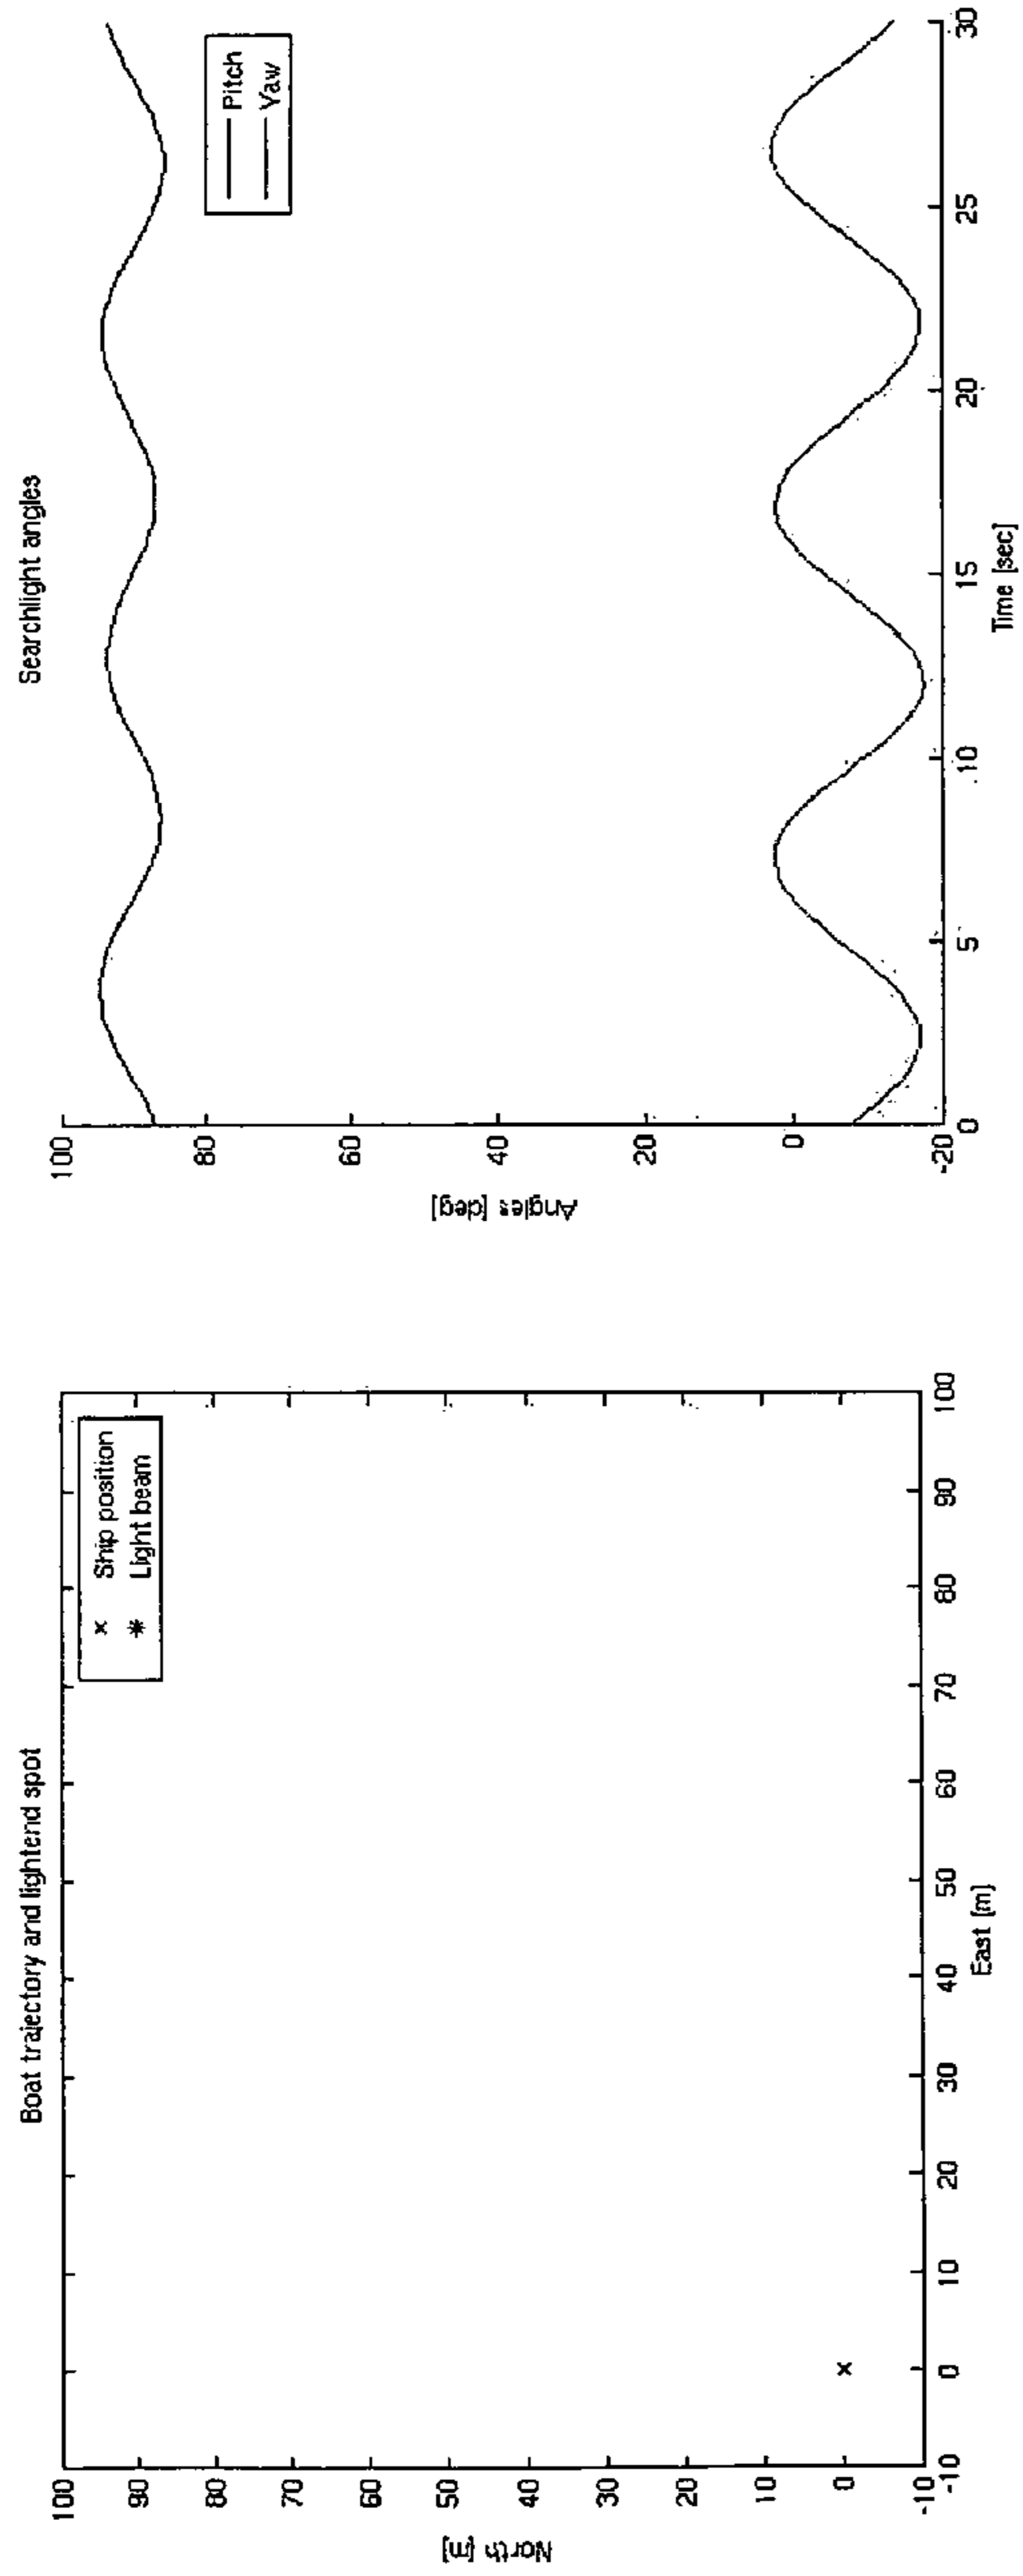 Boat trajectory and lightend spot
North [m]
100
90
80
70
60
50
40
30
20
10
0
-10
× Ship position
* Light beam
-10 0 10 20 30 40 50 60 70 80 90 100
East [m]
Searchlight angles
Angles [deg]
100
80
60
40
20
0
-20
Pitch
Yaw
0 5 10 15 20 25 30
Time [sec]